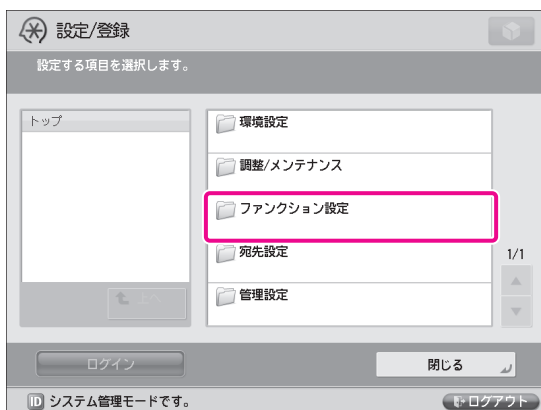 設定/登録
設定する項目を選択します。
トップ
環境設定
調整/メンテナンス
ファンクション設定
宛先設定
管理設定
1/1
上へ
ログイン
閉じる
ID システム管理モードです。
ログアウト